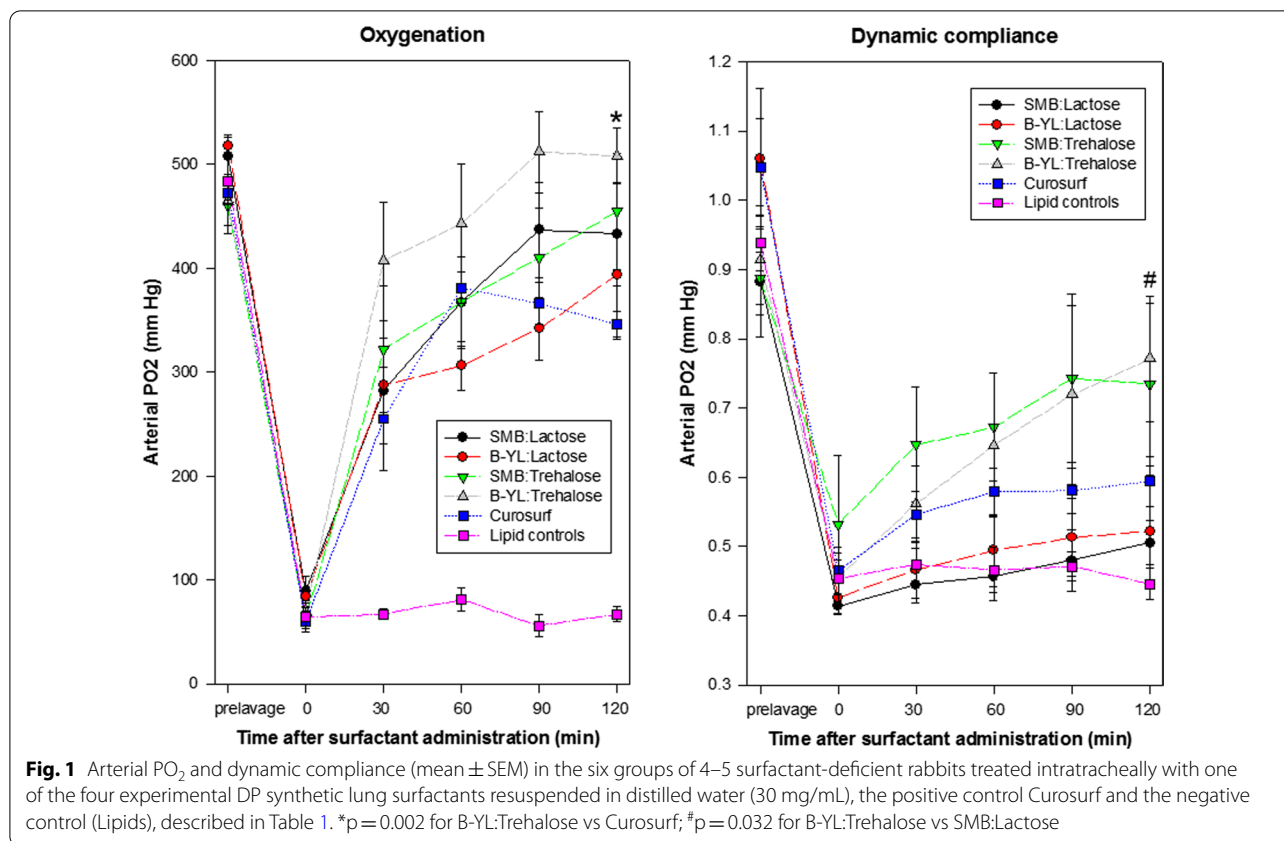 Oxygenation
600
500
400
300
200
100
0
Arterial PO2 (mm Hg)
*
SMB:Lactose
B-YL:Lactose
SMB:Trehalose
B-YL:Trehalose
Curosurf
Lipid controls
prelavage 0 30 60 90 120
Time after surfactant administration (min)
Dynamic compliance
1.2
1.1
1.0
0.9
0.8
0.7
0.6
0.5
0.4
0.3
Arterial PO2 (mm Hg)
SMB:Lactose
B-YL:Lactose
SMB:Trehalose
B-YL:Trehalose
Curosurf
Lipid controls
#
prelavage 0 30 60 90 120
Time after surfactant administration (min)
Fig. 1 Arterial PO₂ and dynamic compliance (mean ± SEM) in the six groups of 4–5 surfactant-deficient rabbits treated intratracheally with one
of the four experimental DP synthetic lung surfactants resuspended in distilled water (30 mg/mL), the positive control Curosurf and the negative
control (Lipids), described in Table 1. *p = 0.002 for B-YL:Trehalose vs Curosurf; #p = 0.032 for B-YL:Trehalose vs SMB:Lactose